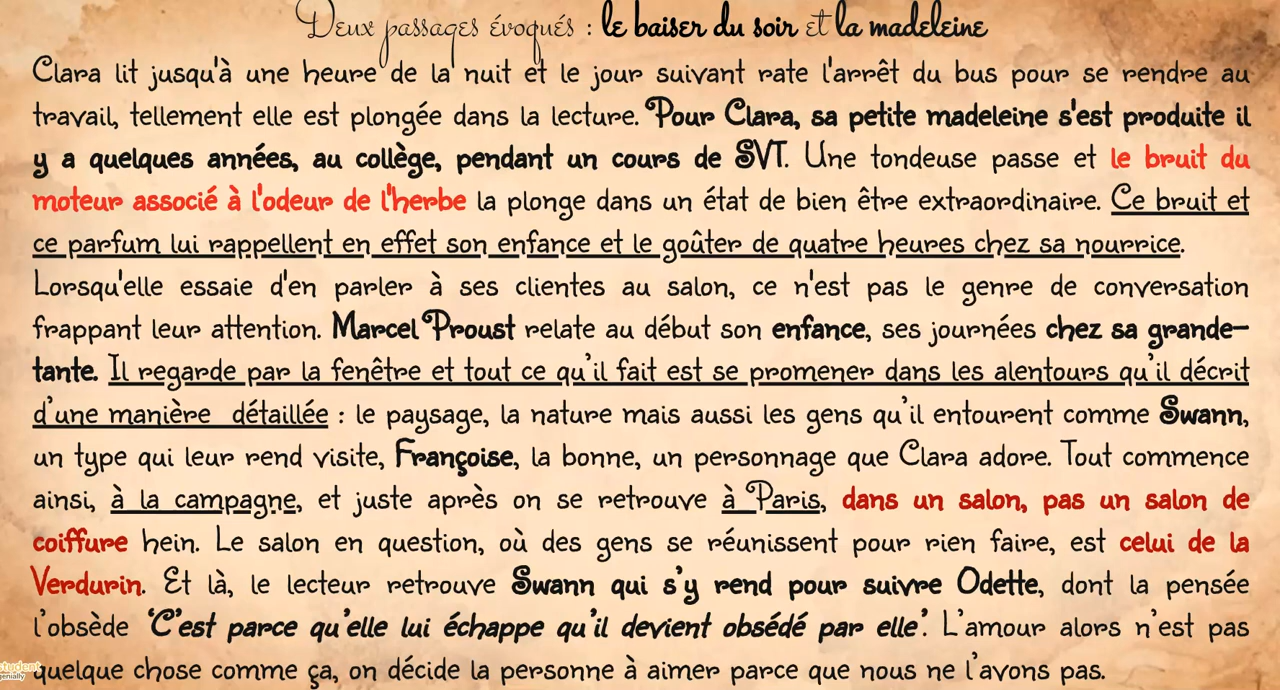 Deux passages évoqués : le baiser du soir et la madeleine
Clara lit jusqu'à une heure de la nuit et le jour suivant rate l'arrêt du bus pour se rendre au
travail, tellement elle est plongée dans la lecture. Pour Clara, sa petite madeleine s'est produite il
y a quelques années, au collège, pendant un cours de SVT. Une tondeuse passe et le bruit du
moteur associé à l'odeur de l'herbe la plonge dans un état de bien être extraordinaire. Ce bruit et
ce parfum lui rappellent en effet son enfance et le goûter de quatre heures chez sa nourrice.
Lorsqu'elle essaie d'en parler à ses clientes au salon, ce n'est pas le genre de conversation
frappant leur attention. Marcel Proust relate au début son enfance, ses journées chez sa grande-
tante. Il regarde par la fenêtre et tout ce qu'il fait est se promener dans les alentours qu'il décrit
d'une manière détaillée : le paysage, la nature mais aussi les gens qu'il entourent comme Swann,
un type qui leur rend visite, Françoise, la bonne, un personnage que Clara adore. Tout commence
ainsi, à la campagne, et juste après on se retrouve à Paris, dans un salon, pas un salon de
coiffure hein. Le salon en question, où des gens se réunissent pour rien faire, est celui de la
Verdurin. Et là, le lecteur retrouve Swann qui s'y rend pour suivre Odette, dont la pensée
l'obsède 'C'est parce qu'elle lui échappe qu'il devient obsédé par elle'. L'amour alors n'est pas
quelque chose comme ça, on décide la personne à aimer parce que nous ne l'avons pas.
student
genially